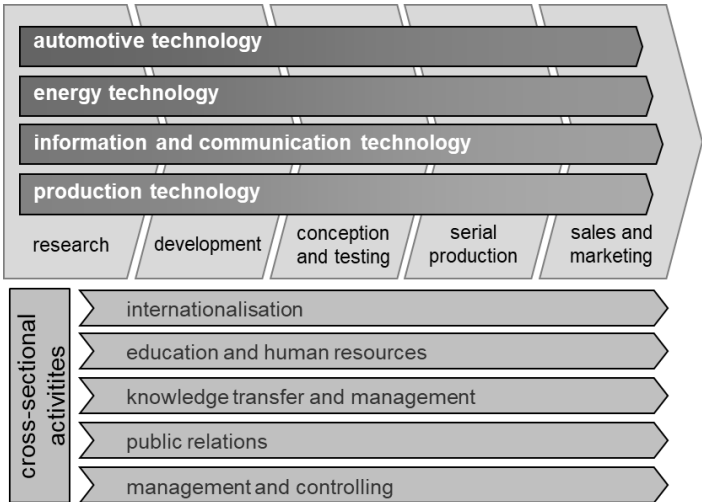 automotive technology
energy technology
information and communication technology
production technology
research
development
conception
and testing
serial
production
sales and
marketing
cross-sectional
activitites
internationalisation
education and human resources
knowledge transfer and management
public relations
management and controlling